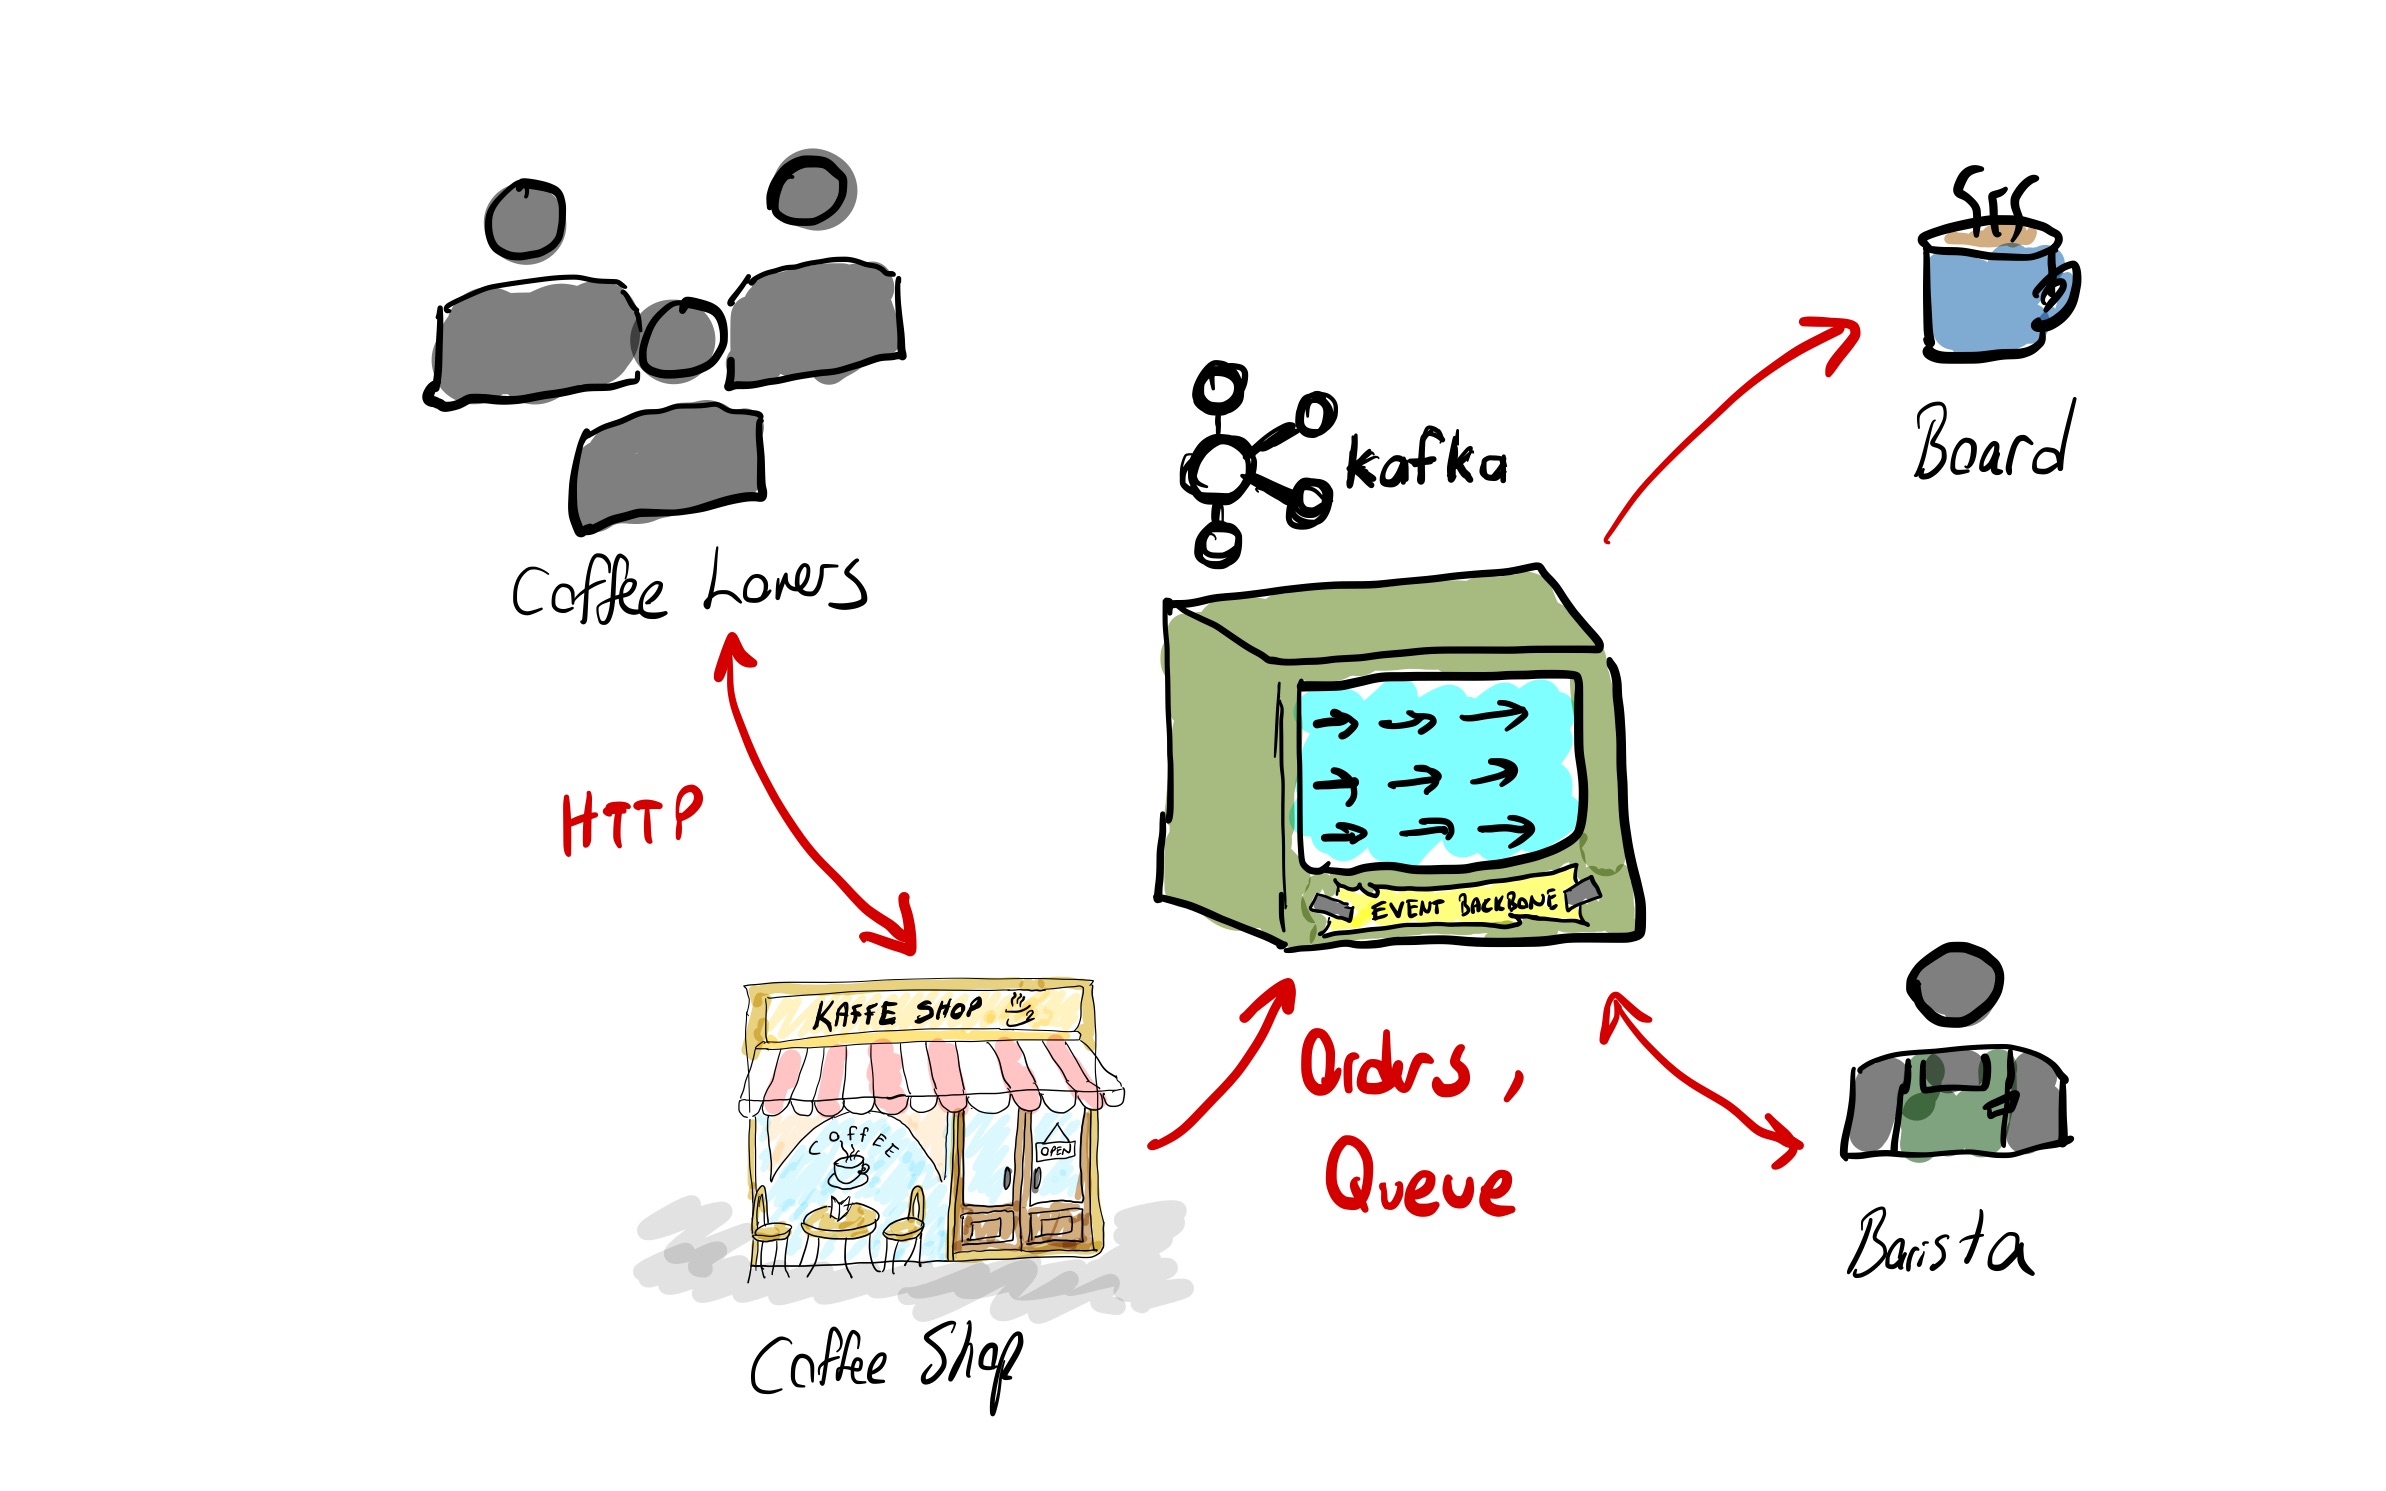 Coffee Lovers
Kafka
Board
HTTP
EVENT BACKBONE
KAFFE SHOP
COFFEE
OPEN
Orders,
Queue
Barista
Coffee Shop